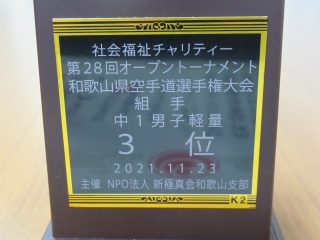 社会福祉チャリティー
第28回オープントーナメント
和歌山県空手道選手権大会
組 手
中1男子軽量
3 位
2021.11.23
主催 NPO法人 新極真会和歌山支部
K2